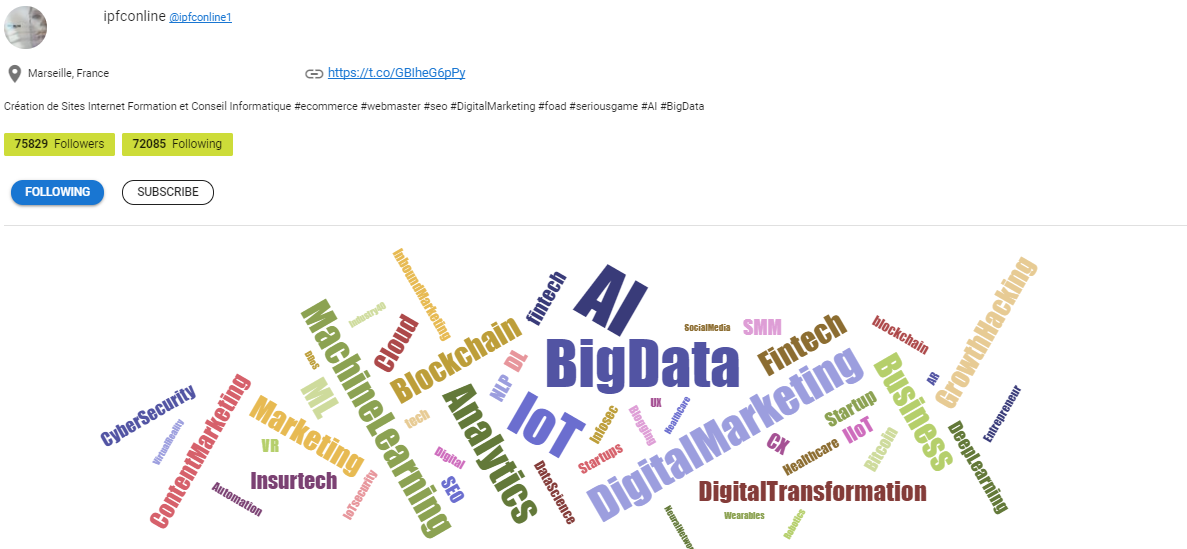 ipfconline @ipfconline1
Marseille, France
https://t.co/GBIheG6pPy
Création de Sites Internet Formation et Conseil Informatique #ecommerce #webmaster #seo #DigitalMarketing #foad #seriousgame #AI #BigData
75829 Followers
72085 Following
FOLLOWING
SUBSCRIBE
InboundMarketing
fintech
AI
GrowthHacking
Industry40
MachineLearning
Cloud
Blockchain
SocialMedia
SMM
Fintech
blockchain
DDoS
DL
BigData
AR
CyberSecurity
ContentMarketing
ML
NLP
Business
Entrepreneur
VirtualReality
Marketing
VR
tech
Analytics
IoT
Infosec
Blogging
UX
HealthCare
DigitalMarketing
Startup
IIoT
CX
Healthcare
Bitcoin
DeepLearning
Digital
Startups
Insurtech
Automation
IoTsecurity
SEO
DataScience
DigitalTransformation
Wearables
Robotics